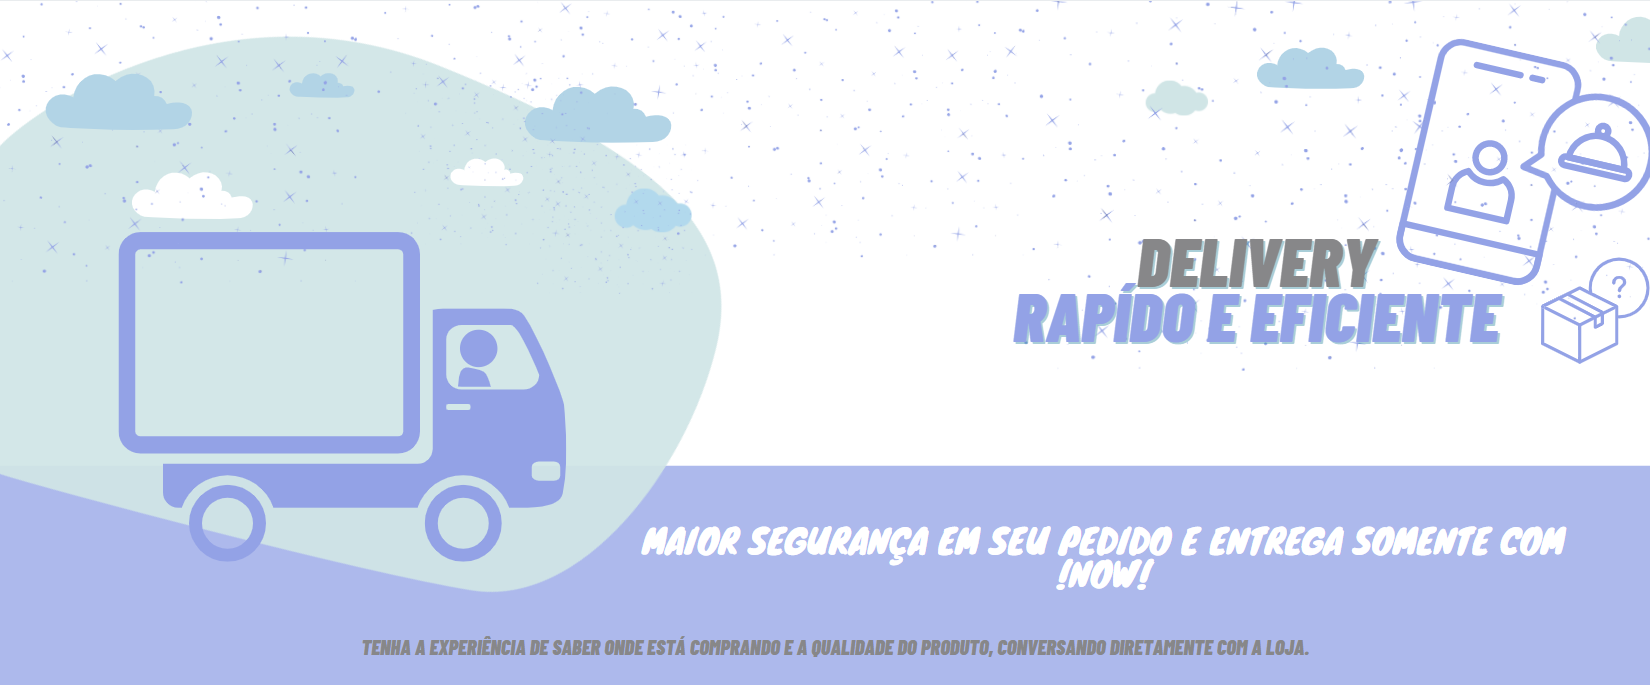 DELIVERY
RAPÍDO E EFICIENTE
?
MAIOR SEGURANÇA EM SEU PEDIDO E ENTREGA SOMENTE COM
!NOW!
TENHA A EXPERIÊNCIA DE SABER ONDE ESTÁ COMPRANDO E A QUALIDADE DO PRODUTO, CONVERSANDO DIRETAMENTE COM A LOJA.